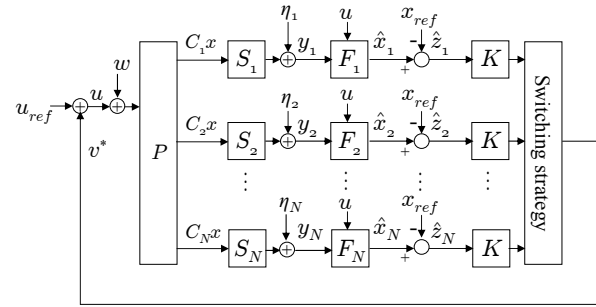 η₁ u x_ref
C₁x S₁ y₁ F₁ x̂₁ - ẑ₁ K
+
w η₂ u x_ref
u_ref u C₂x S₂ y₂ F₂ x̂₂ - ẑ₂ K
+
v* P Switching strategy
⋮ ⋮ ⋮ ⋮
η_N u x_ref
C_Nx S_N y_N F_N x̂_N - ẑ_N K
+